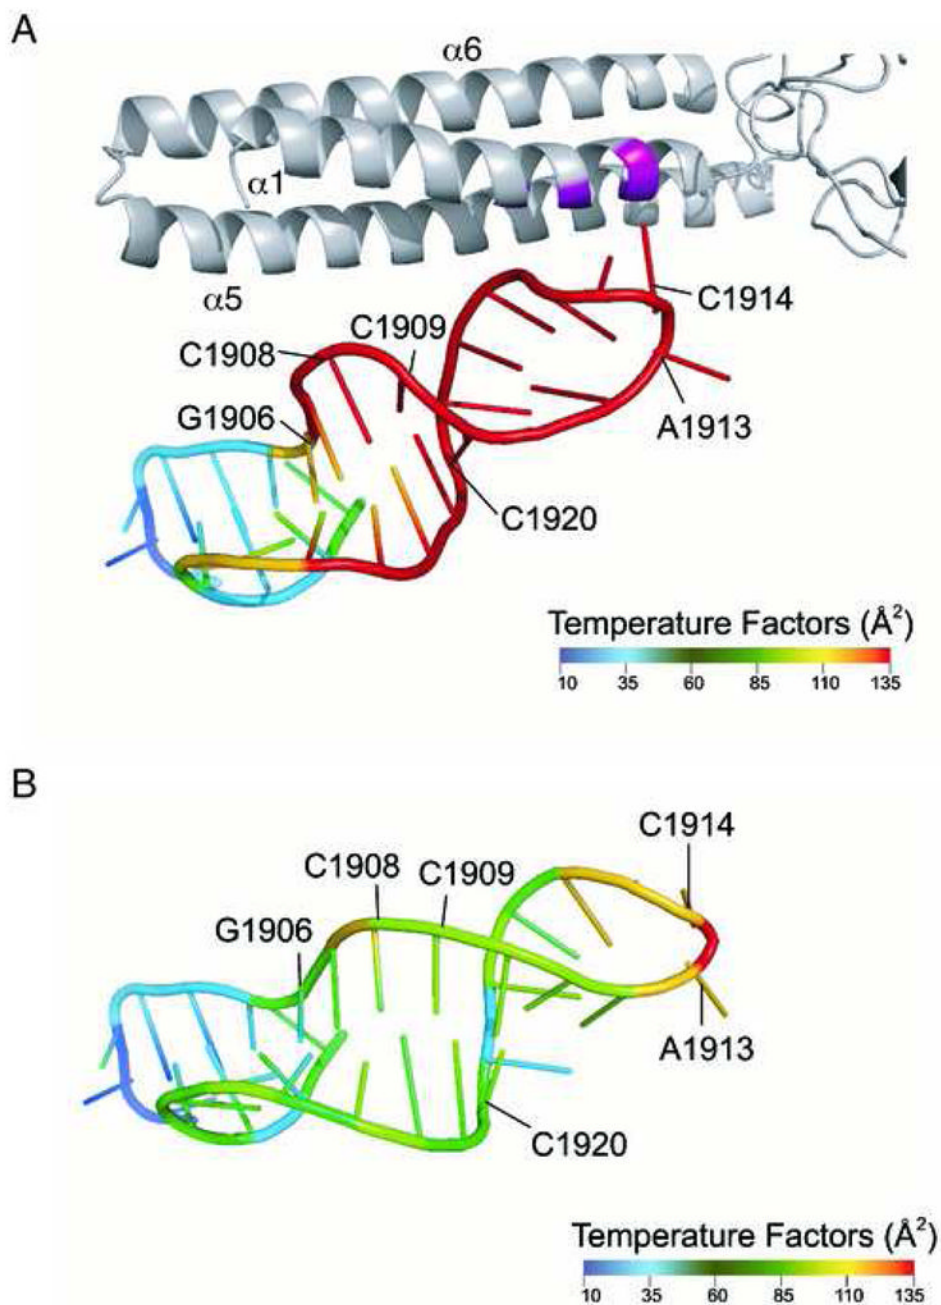 A
α6
α1
α5
C1914
C1909
C1908
G1906
A1913
C1920
Temperature Factors (Å²)
10 35 60 85 110 135
B
C1914
C1908
C1909
G1906
A1913
C1920
Temperature Factors (Å²)
10 35 60 85 110 135